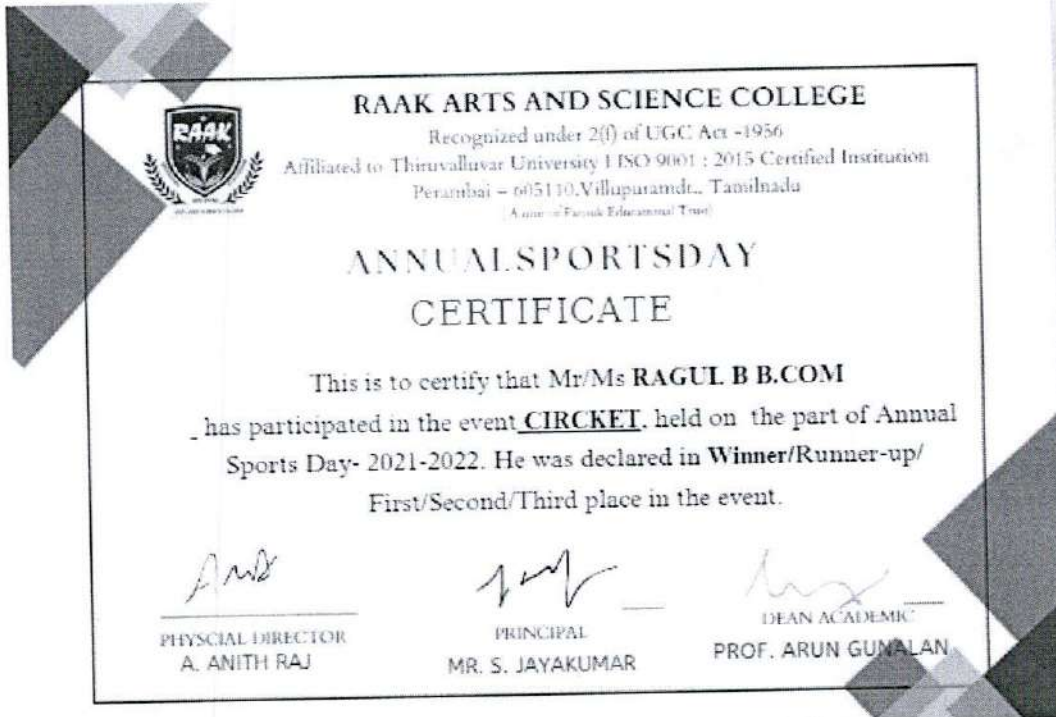 RAAK ARTS AND SCIENCE COLLEGE
Recognized under 2(f) of UGC Act -1956
Affiliated to Thiruvalluvar University I ISO 9001 : 2015 Certified Institution
Perambai – 605110.Villupuramdt., Tamilnadu
Educational Trust)
RAAK
ANNUALSPORTSDAY
CERTIFICATE
This is to certify that Mr/Ms RAGUL B B.COM
_ has participated in the event CIRCKET, held on the part of Annual
Sports Day- 2021-2022. He was declared in Winner/Runner-up/
First/Second/Third place in the event.
PHYSCIAL DIRECTOR
A. ANITH RAJ
PRINCIPAL
MR. S. JAYAKUMAR
DEAN ACADEMIC
PROF. ARUN GUNALAN